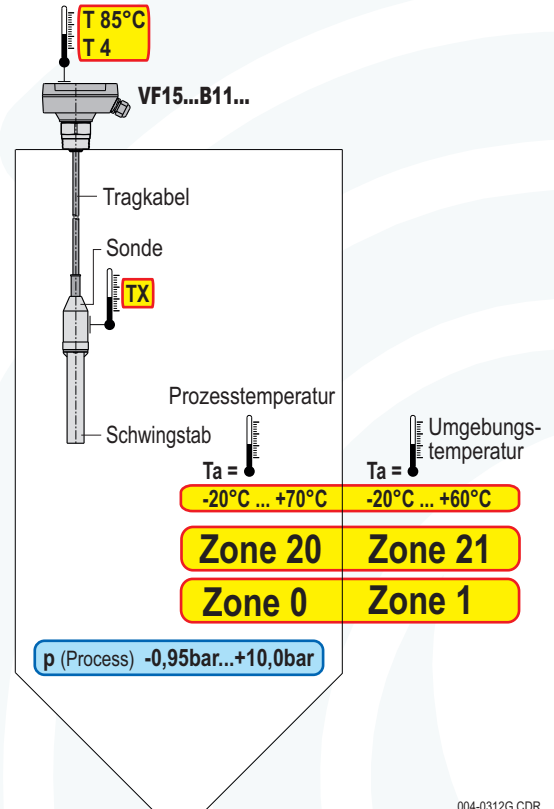 T 85°C
T 4
VF15...B11...
Tragkabel
Sonde
TX
Schwingstab
Prozesstemperatur
Ta =
-20°C ... +70°C
Umgebungs-
temperatur
Ta =
-20°C ... +60°C
Zone 20
Zone 21
Zone 0
Zone 1
p (Process) -0,95bar...+10,0bar
004-0312G.CDR